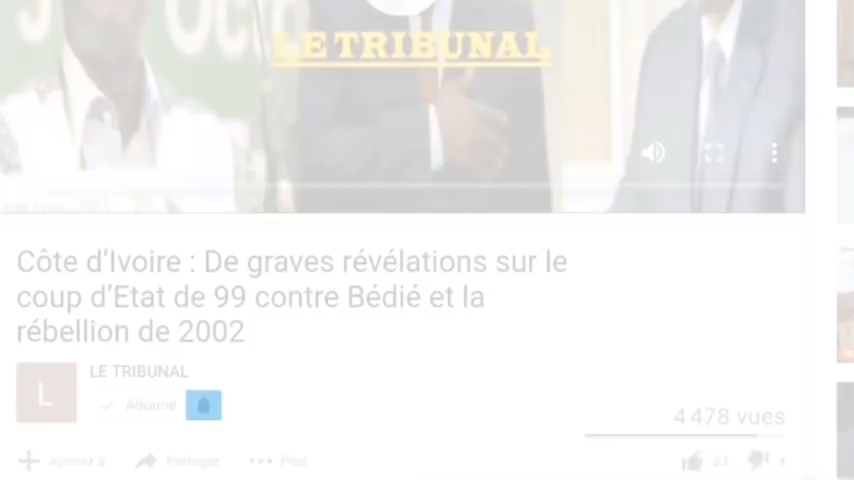 LE TRIBUNAL
Côte d'Ivoire : De graves révélations sur le
coup d'Etat de 99 contre Bédié et la
rébellion de 2002
LE TRIBUNAL
L
Abonné
4 478 vues
Ajouter à
Partager
Plus